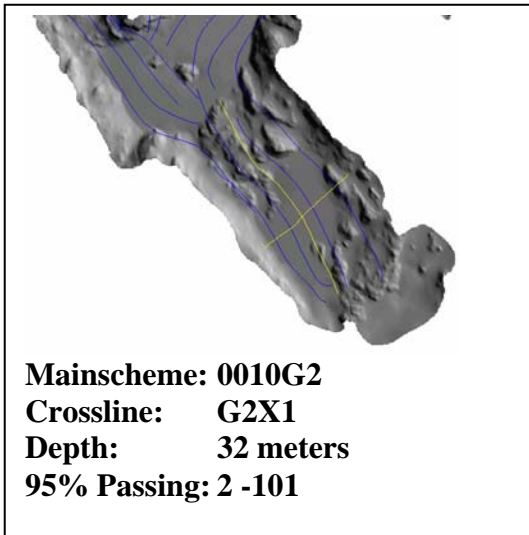 Mainscheme: 0010G2
Crossline: G2X1
Depth: 32 meters
95% Passing: 2 -101